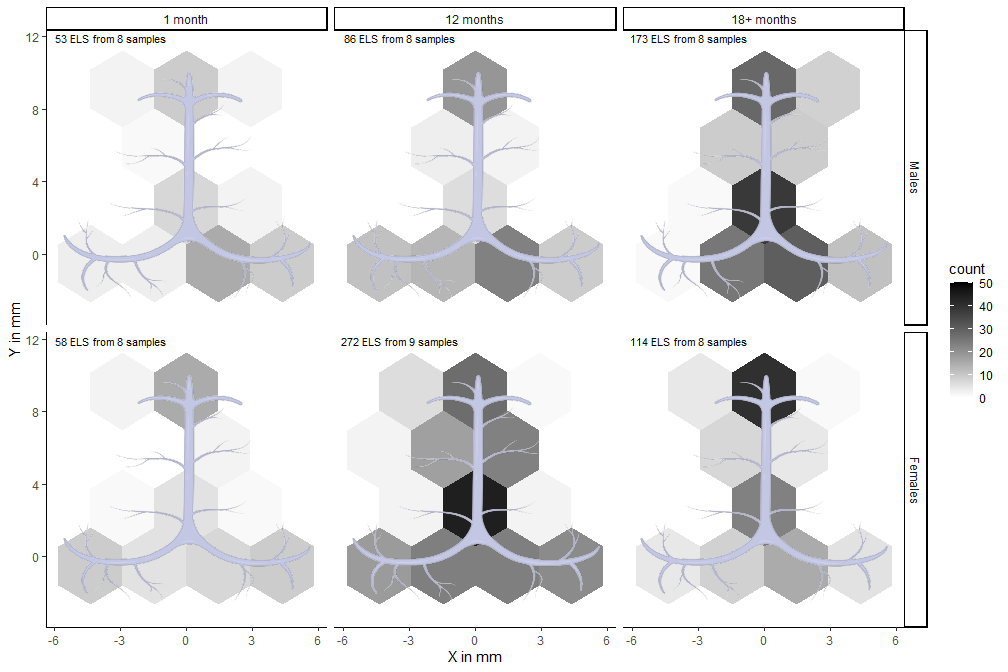 1 month
12 months
18+ months
53 ELS from 8 samples
86 ELS from 8 samples
173 ELS from 8 samples
12
8
4
0
Males
58 ELS from 8 samples
272 ELS from 9 samples
114 ELS from 8 samples
12
8
4
0
Females
Y in mm
-6
-3
0
3
6
-6
-3
0
3
6
-6
-3
0
3
6
X in mm
count
50
40
30
20
10
0